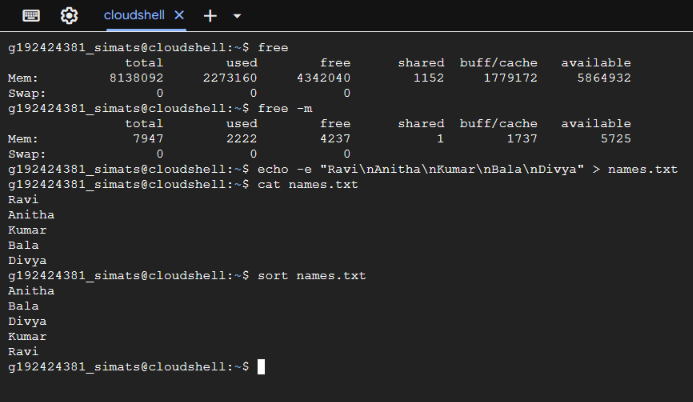 cloudshell
g192424381_simats@cloudshell:~$ free
               total        used        free      shared  buff/cache   available
Mem:         8138092     2273160     4342040        1152     1779172     5864932
Swap:              0           0           0
g192424381_simats@cloudshell:~$ free -m
               total        used        free      shared  buff/cache   available
Mem:            7947        2222        4237           1        1737        5725
Swap:              0           0           0
g192424381_simats@cloudshell:~$ echo -e "Ravi\nAnitha\nKumar\nBala\nDivya" > names.txt
g192424381_simats@cloudshell:~$ cat names.txt
Ravi
Anitha
Kumar
Bala
Divya
g192424381_simats@cloudshell:~$ sort names.txt
Anitha
Bala
Divya
Kumar
Ravi
g192424381_simats@cloudshell:~$